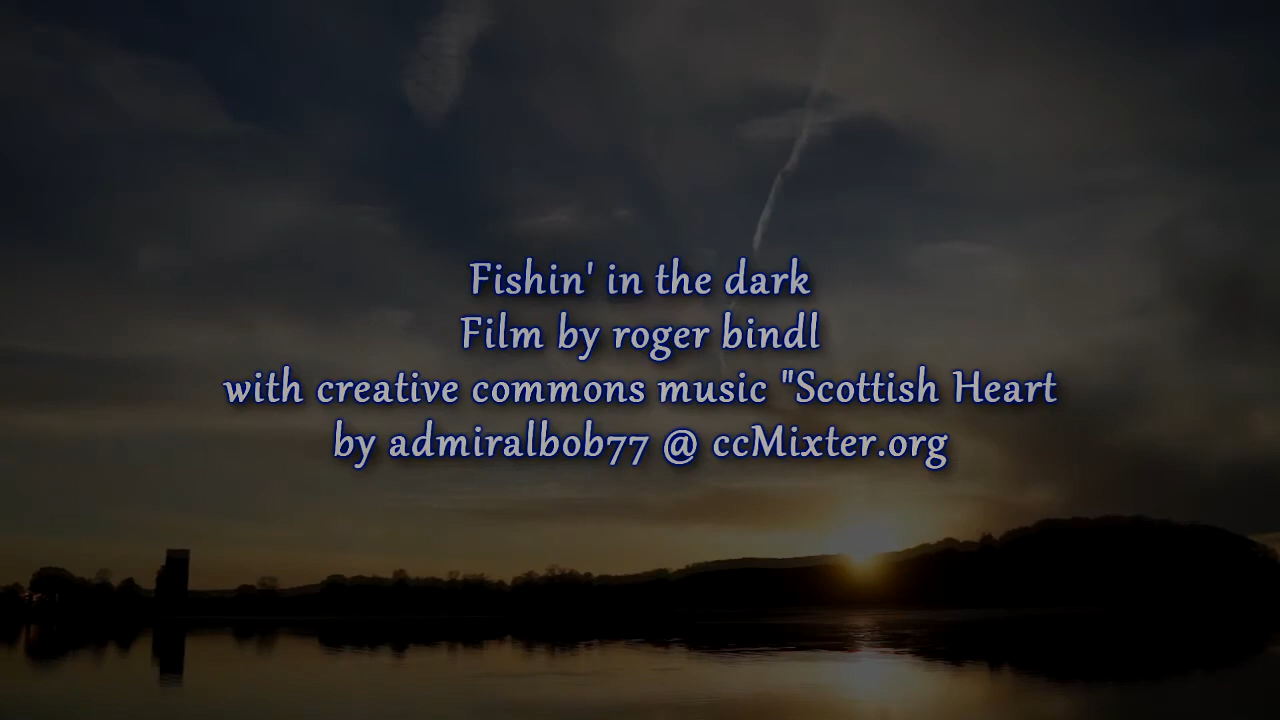 Fishin' in the dark
Film by roger bindl
with creative commons music "Scottish Heart
by admiralbob77 @ ccMixter.org